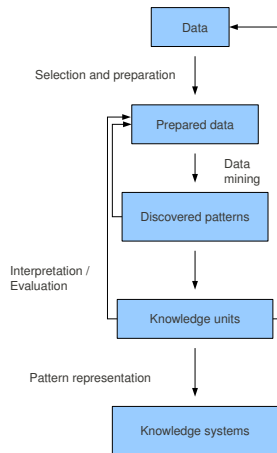 Data
Selection and preparation
Prepared data
Data
mining
Discovered patterns
Interpretation /
Evaluation
Knowledge units
Pattern representation
Knowledge systems